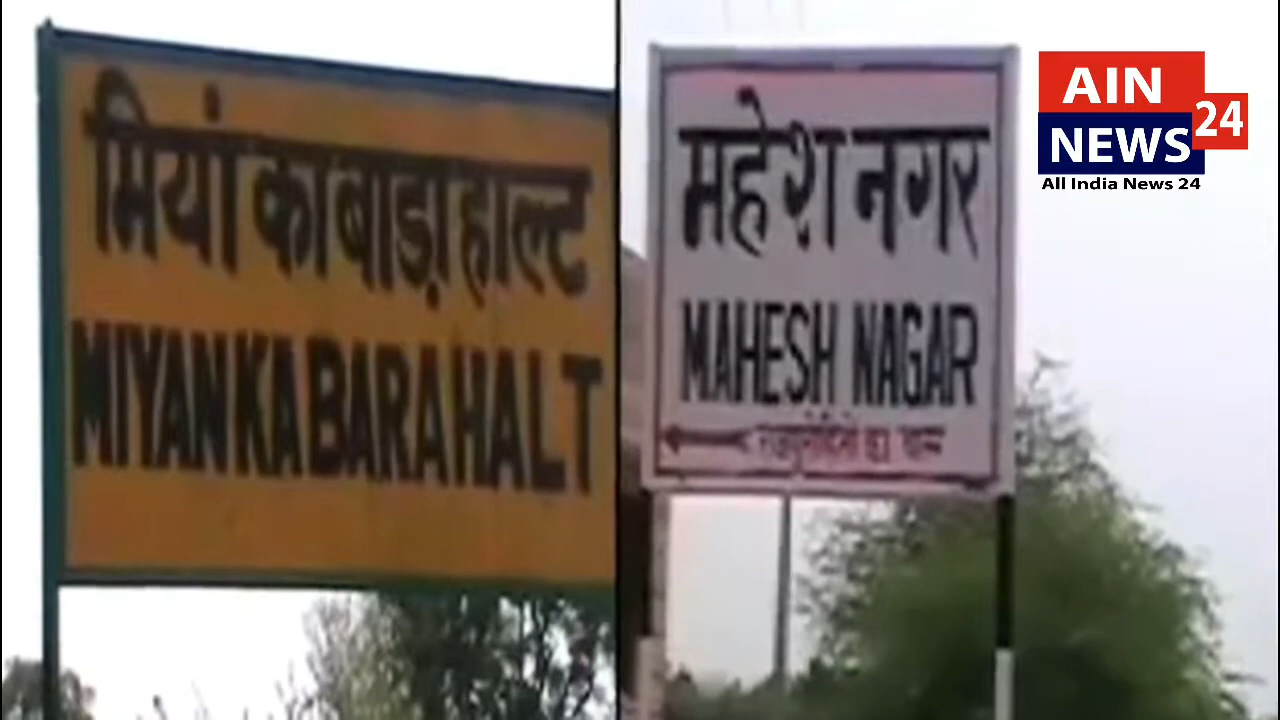 मियां का बाड़ा हाल्ट
MIYAN KA BARA HALT
महेश नगर
MAHESH NAGAR
AIN
NEWS
24
All India News 24